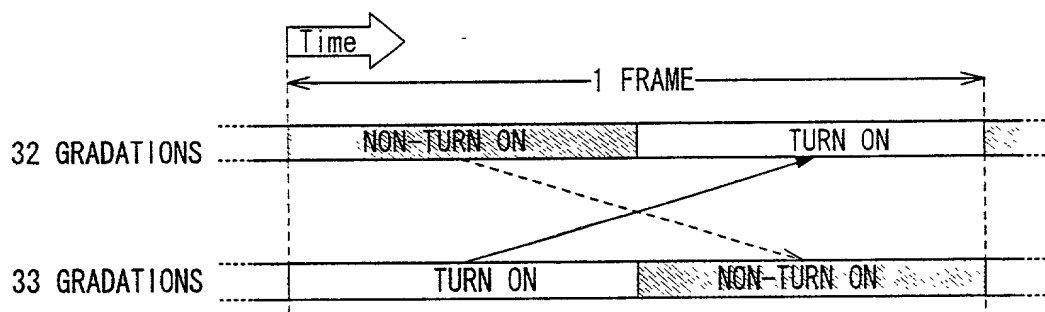 Time
1 FRAME
32 GRADATIONS NON-TURN ON TURN ON
33 GRADATIONS TURN ON NON-TURN ON